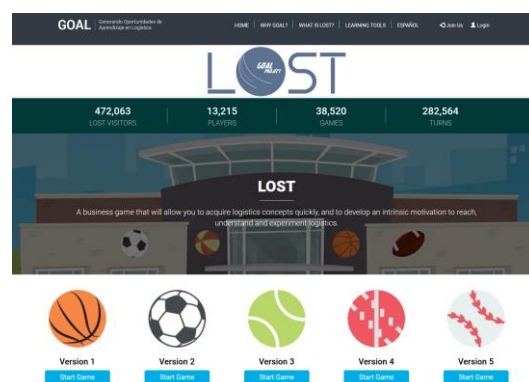 GOAL
Generando Oportunidades de
Aprendizaje en Logística
HOME WHY GOAL? WHAT IS LOST? LEARNING TOOLS ESPAÑOL Join Us Login
LOST
GOAL
PROJECT
472,063 13,215 38,520 282,564
LOST VISITORS PLAYERS GAMES TURNS
LOST
A business game that will allow you to acquire logistics concepts quickly, and to develop an intrinsic motivation to reach,
understand and experiment logistics.
Version 1 Version 2 Version 3 Version 4 Version 5
Start Game Start Game Start Game Start Game Start Game